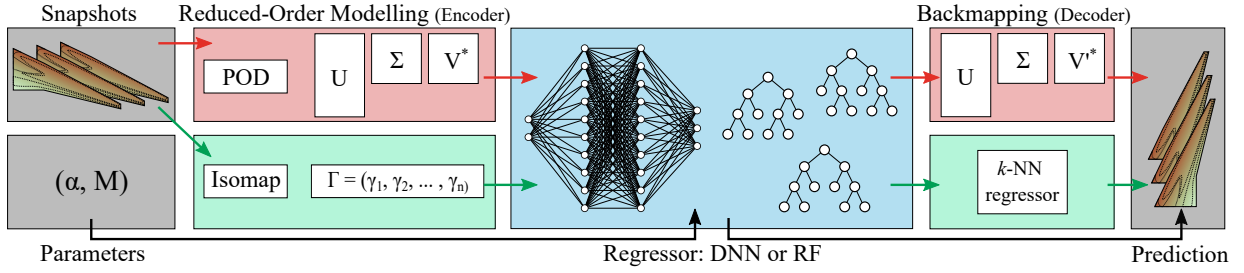 Snapshots
Reduced-Order Modelling (Encoder)
Backmapping (Decoder)
POD
U
Σ
V*
U
Σ
V'*
(α, M)
Isomap
Γ = (γ1, γ2, ... , γn)
k-NN
regressor
Parameters
Regressor: DNN or RF
Prediction